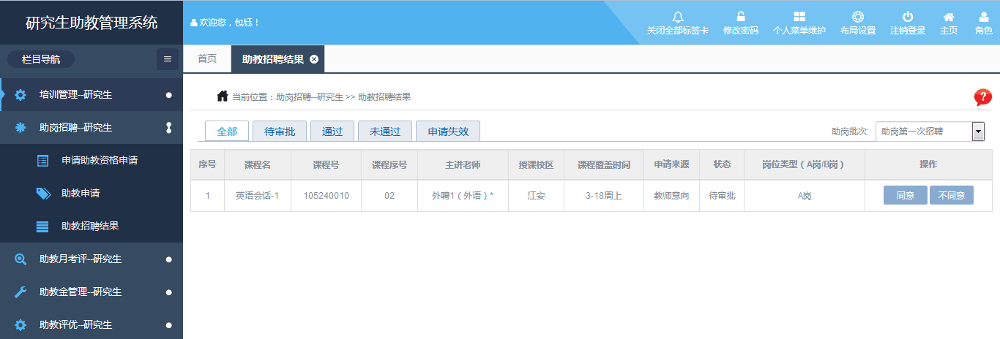 研究生助教管理系统
欢迎您，包钰！
关闭全部标签卡 修改密码 个人菜单维护 布局设置 注销登录 主页 角色
栏目导航
首页 助教招聘结果
培训管理--研究生
助岗招聘--研究生
申请助教资格申请
助教申请
助教招聘结果
助教月考评--研究生
助教金管理--研究生
助教评优--研究生
当前位置：助岗招聘--研究生 >> 助教招聘结果
?
全部 待审批 通过 未通过 申请失效
助岗批次: 助岗第一次招聘
序号 课程名 课程号 课程序号 主讲老师 授课校区 课程覆盖时间 申请来源 状态 岗位类型（A岗/B岗） 操作
1 英语会话-1 105240010 02 外聘1（外语）* 江安 3-18周上 教师意向 待审批 A岗 同意 不同意